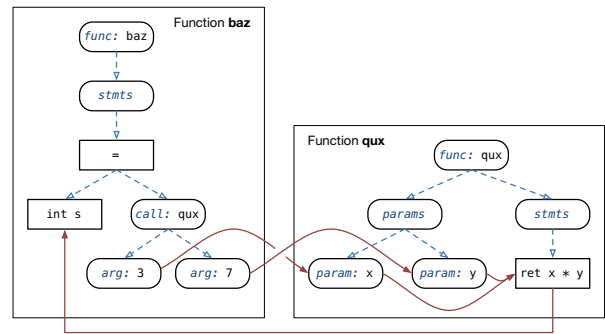 Function baz
func: baz
stmts
=
int s
call: qux
arg: 3
arg: 7
Function qux
func: qux
params
stmts
param: x
param: y
ret x * y